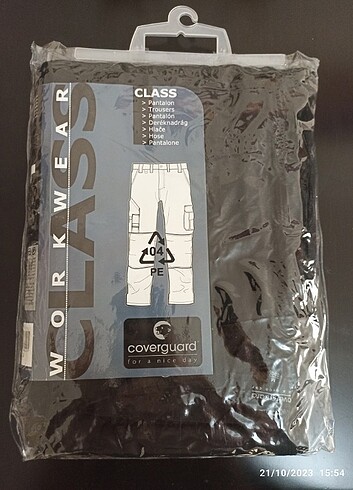 CLASS
> Pantalon
> Trousers
> Pantalón
> Deréknadrág
> Hlače
> Hose
> Pantalone
WORKWEAR
CLASS
04
PE
coverguard
for a nice day
21/10/2023 15:54